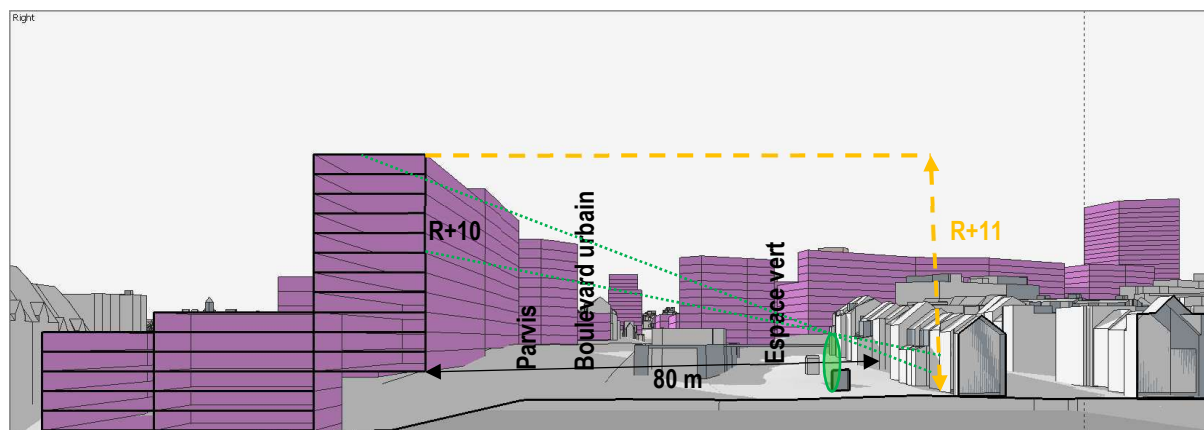 Right
R+10
R+11
Parvis
Boulevard urbain
Espace vert
80 m